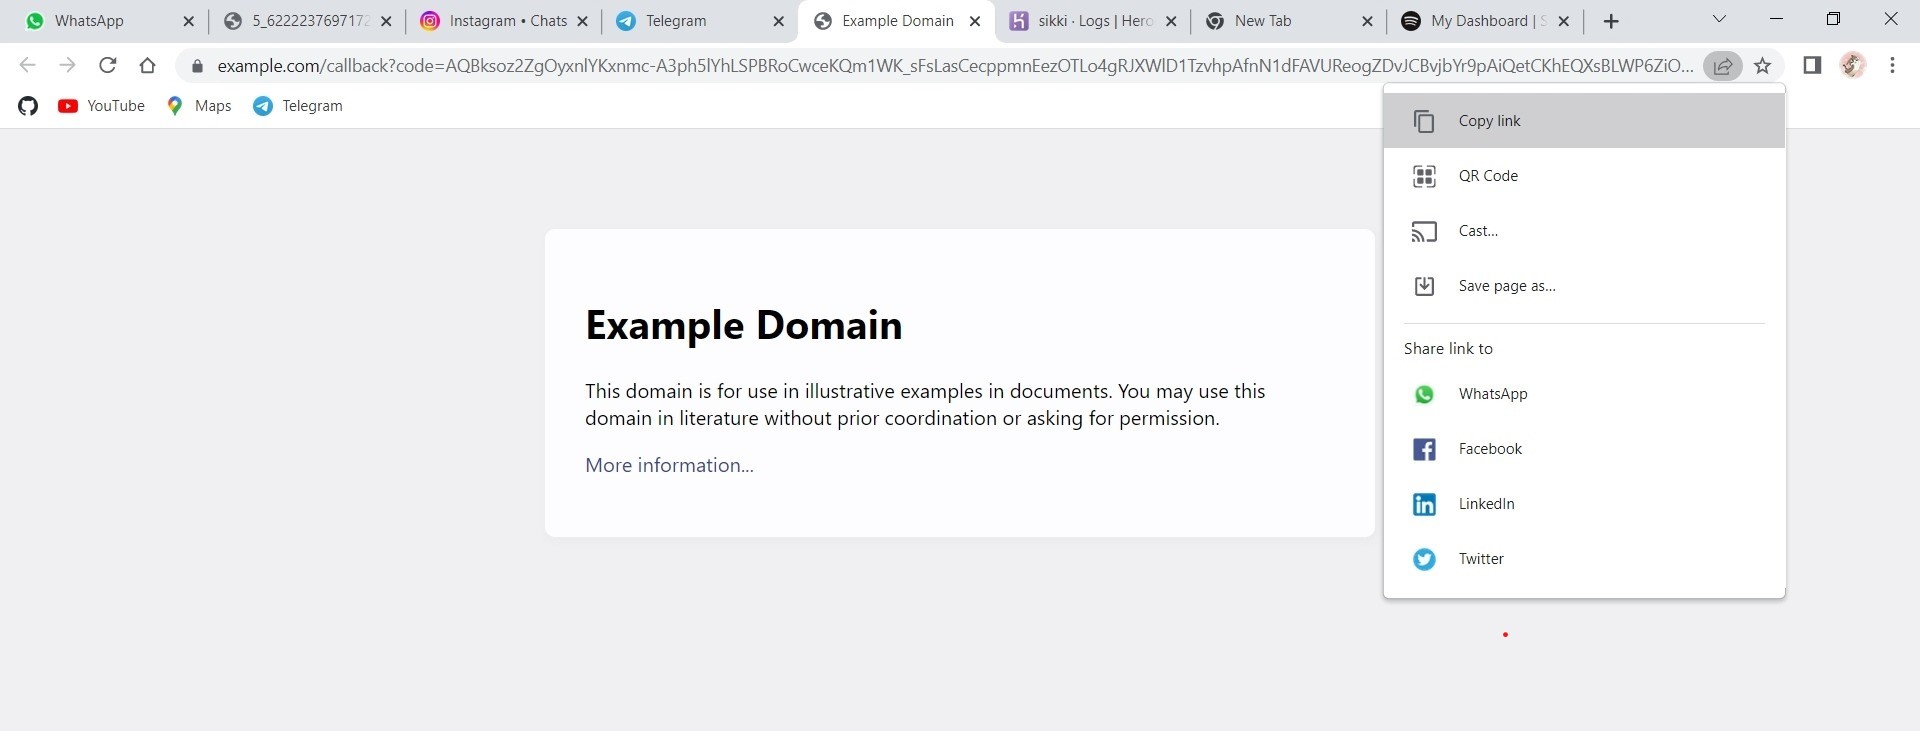 WhatsApp
5_6222237697172
Instagram • Chats
Telegram
Example Domain
sikki · Logs | Hero
New Tab
My Dashboard | S
example.com/callback?code=AQBksoz2ZgOyxnlYKxnmc-A3ph5lYhLSPBRoCwceKQm1WK_sFsLasCecppmnEezOTLo4gRJXWlD1TzvhpAfnN1dFAVUReogZDvJCBvjbYr9pAiQetCKhEQXsBLWP6ZiO...
YouTube
Maps
Telegram
Copy link
QR Code
Cast...
Save page as...
Share link to
WhatsApp
Facebook
LinkedIn
Twitter
Example Domain
This domain is for use in illustrative examples in documents. You may use this
domain in literature without prior coordination or asking for permission.
More information...